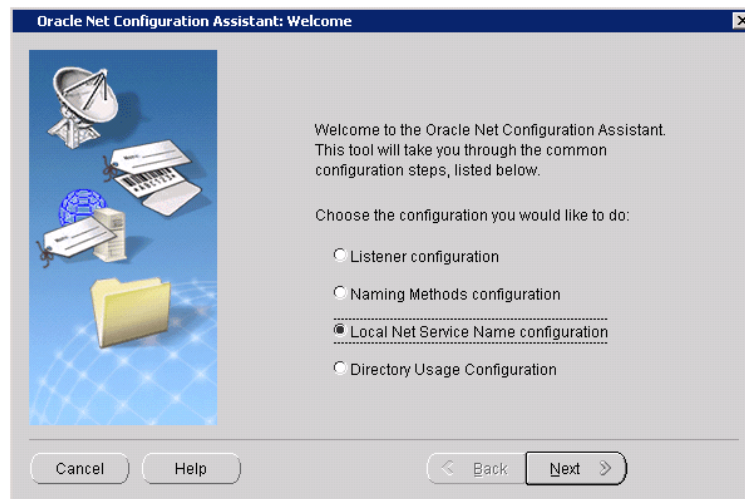 Oracle Net Configuration Assistant: Welcome
Welcome to the Oracle Net Configuration Assistant.
This tool will take you through the common
configuration steps, listed below.
Choose the configuration you would like to do:
Listener configuration
Naming Methods configuration
Local Net Service Name configuration
Directory Usage Configuration
Cancel
Help
Back
Next